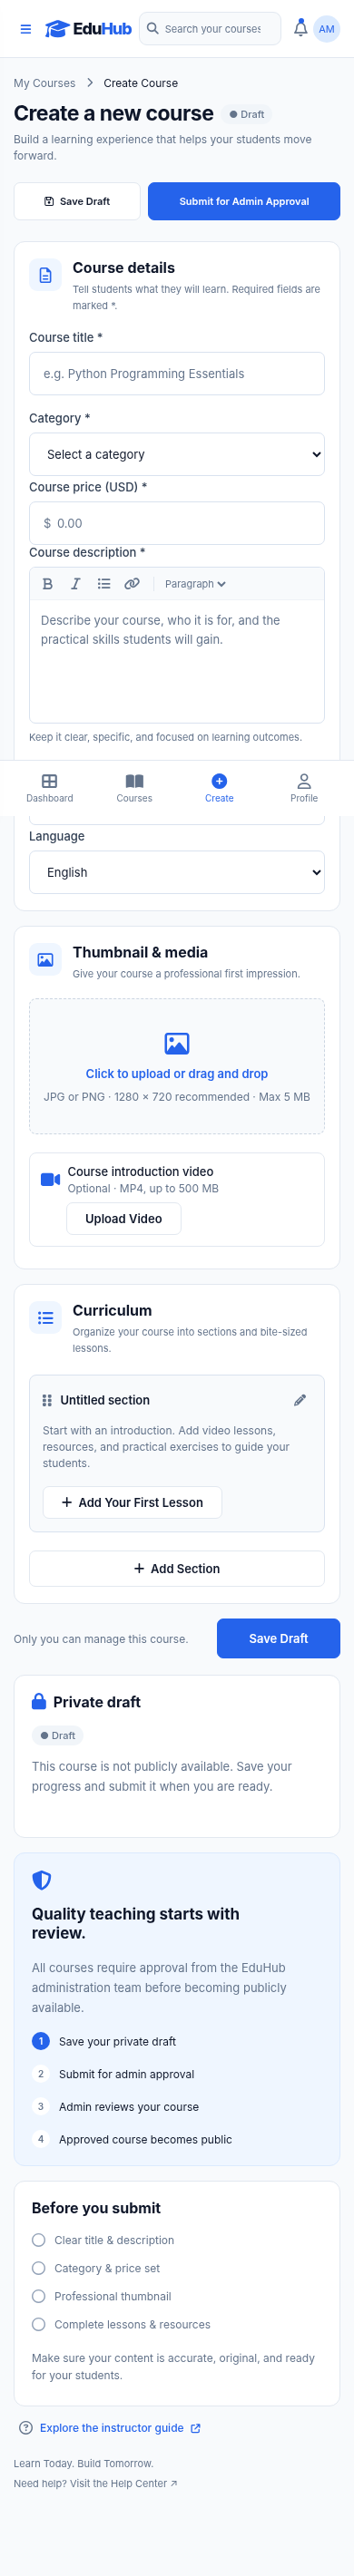 EduHub
Search your courses
AM
My Courses
Create Course
Create a new course
Draft
Build a learning experience that helps your students move
forward.
Save Draft
Submit for Admin Approval
Course details
Tell students what they will learn. Required fields are
marked *.
Course title *
e.g. Python Programming Essentials
Category *
Select a category
Course price (USD) *
$ 0.00
Course description *
B I Paragraph
Describe your course, who it is for, and the
practical skills students will gain.
Keep it clear, specific, and focused on learning outcomes.
Dashboard
Courses
Create
Profile
Language
English
Thumbnail & media
Give your course a professional first impression.
Click to upload or drag and drop
JPG or PNG · 1280 × 720 recommended · Max 5 MB
Course introduction video
Optional · MP4, up to 500 MB
Upload Video
Curriculum
Organize your course into sections and bite-sized
lessons.
Untitled section
Start with an introduction. Add video lessons,
resources, and practical exercises to guide your
students.
+ Add Your First Lesson
+ Add Section
Only you can manage this course.
Save Draft
Private draft
Draft
This course is not publicly available. Save your
progress and submit it when you are ready.
Quality teaching starts with
review.
All courses require approval from the EduHub
administration team before becoming publicly
available.
1 Save your private draft
2 Submit for admin approval
3 Admin reviews your course
4 Approved course becomes public
Before you submit
Clear title & description
Category & price set
Professional thumbnail
Complete lessons & resources
Make sure your content is accurate, original, and ready
for your students.
Explore the instructor guide
Learn Today. Build Tomorrow.
Need help? Visit the Help Center ↗